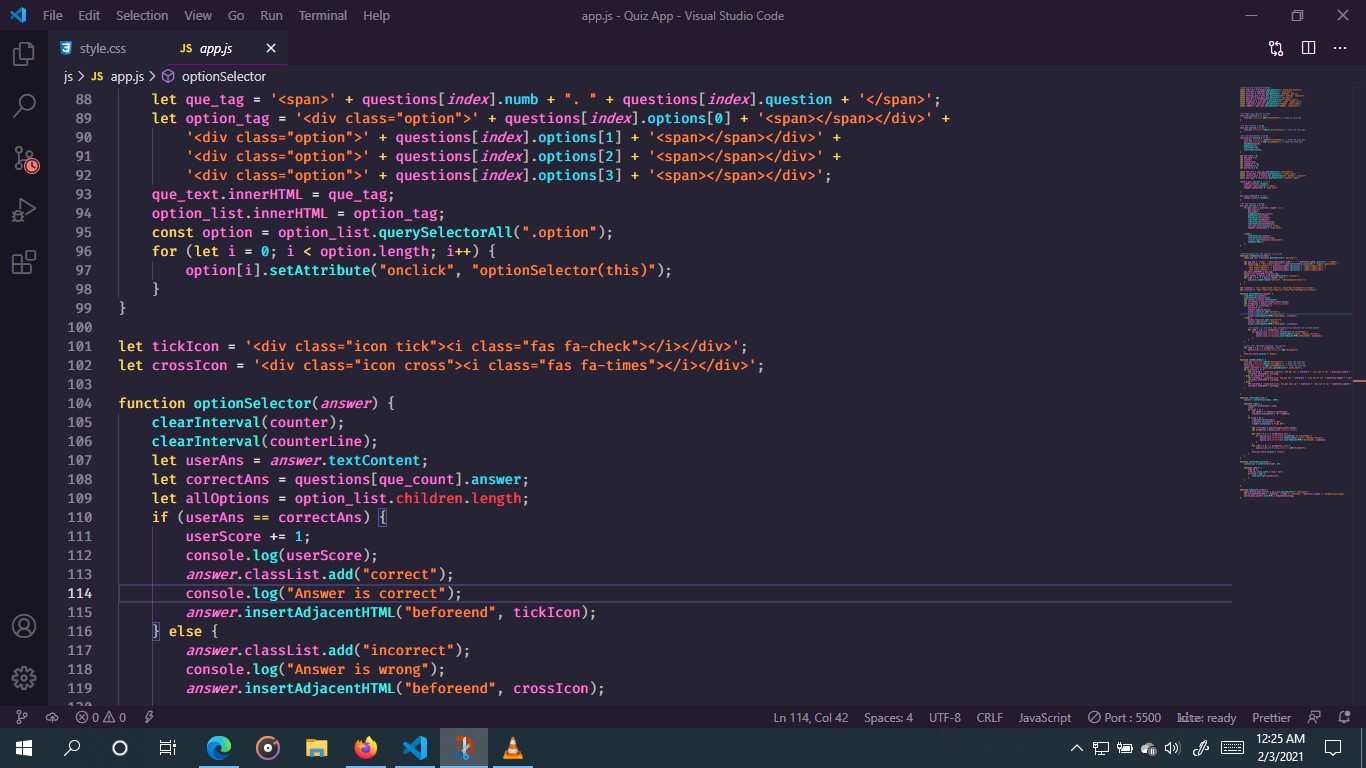 File Edit Selection View Go Run Terminal Help app.js - Quiz App - Visual Studio Code
style.css JS app.js
js > JS app.js > optionSelector
88 let que_tag = '<span>' + questions[index].numb + ". " + questions[index].question + '</span>';
89 let option_tag = '<div class="option">' + questions[index].options[0] + '<span></span></div>' +
90 '<div class="option">' + questions[index].options[1] + '<span></span></div>' +
91 '<div class="option">' + questions[index].options[2] + '<span></span></div>' +
92 '<div class="option">' + questions[index].options[3] + '<span></span></div>';
93 que_text.innerHTML = que_tag;
94 option_list.innerHTML = option_tag;
95 const option = option_list.querySelectorAll(".option");
96 for (let i = 0; i < option.length; i++) {
97 option[i].setAttribute("onclick", "optionSelector(this)");
98 }
99 }
100
101 let tickIcon = '<div class="icon tick"><i class="fas fa-check"></i></div>';
102 let crossIcon = '<div class="icon cross"><i class="fas fa-times"></i></div>';
103
104 function optionSelector(answer) {
105 clearInterval(counter);
106 clearInterval(counterLine);
107 let userAns = answer.textContent;
108 let correctAns = questions[que_count].answer;
109 let allOptions = option_list.children.length;
110 if (userAns == correctAns) {
111 userScore += 1;
112 console.log(userScore);
113 answer.classList.add("correct");
114 console.log("Answer is correct");
115 answer.insertAdjacentHTML("beforeend", tickIcon);
116 } else {
117 answer.classList.add("incorrect");
118 console.log("Answer is wrong");
119 answer.insertAdjacentHTML("beforeend", crossIcon);
0 0 Ln 114, Col 42 Spaces: 4 UTF-8 CRLF JavaScript Port : 5500 kite: ready Prettier
12:25 AM
2/3/2021